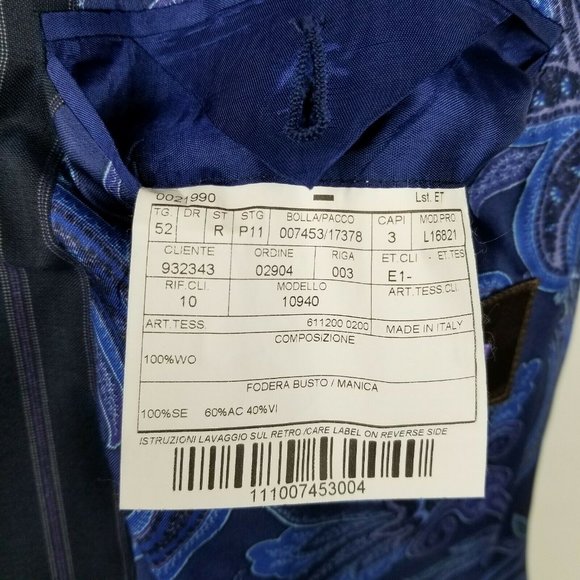 0021990 Lst. ET
TG. DR ST STG BOLLA/PACCO CAPI MOD.PRO
52 R P11 007453/17378 3 L16821
CLIENTE ORDINE RIGA ET.CLI - ET.TES
932343 02904 003 E1-
RIF.CLI. MODELLO ART.TESS.CLI.
10 10940
ART.TESS. 611200 0200 MADE IN ITALY
COMPOSIZIONE
100%WO
FODERA BUSTO / MANICA
100%SE 60%AC 40%VI
ISTRUZIONI LAVAGGIO SUL RETRO /CARE LABEL ON REVERSE SIDE
111007453004